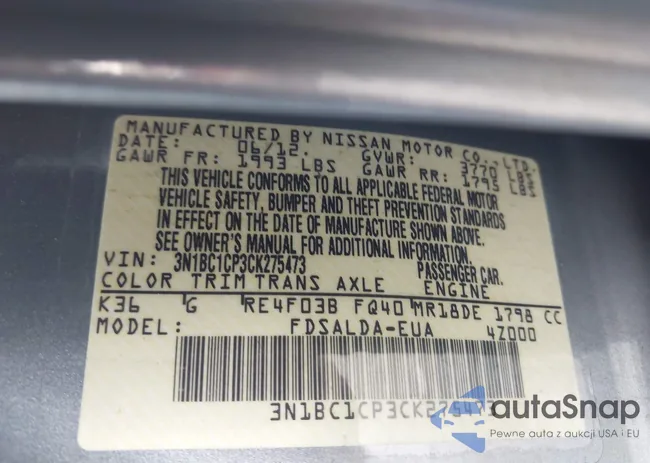 MANUFACTURED BY NISSAN MOTOR CO., LTD.
DATE: 06/12. GVWR: 3770 LBS
GAWR FR: 1993 LBS GAWR RR: 1795 LBS
THIS VEHICLE CONFORMS TO ALL APPLICABLE FEDERAL MOTOR
VEHICLE SAFETY, BUMPER AND THEFT PREVENTION STANDARDS
IN EFFECT ON THE DATE OF MANUFACTURE SHOWN ABOVE.
SEE OWNER'S MANUAL FOR ADDITIONAL INFORMATION.
VIN: 3N1BC1CP3CK275473 PASSENGER CAR.
COLOR TRIM TRANS AXLE ENGINE
K36 G RE4F03B FQ40 MR18DE 1798 CC
MODEL: FDSALDA-EUA 4Z000
3N1BC1CP3CK275473
autaSnap
Pewne auta z aukcji USA i EU